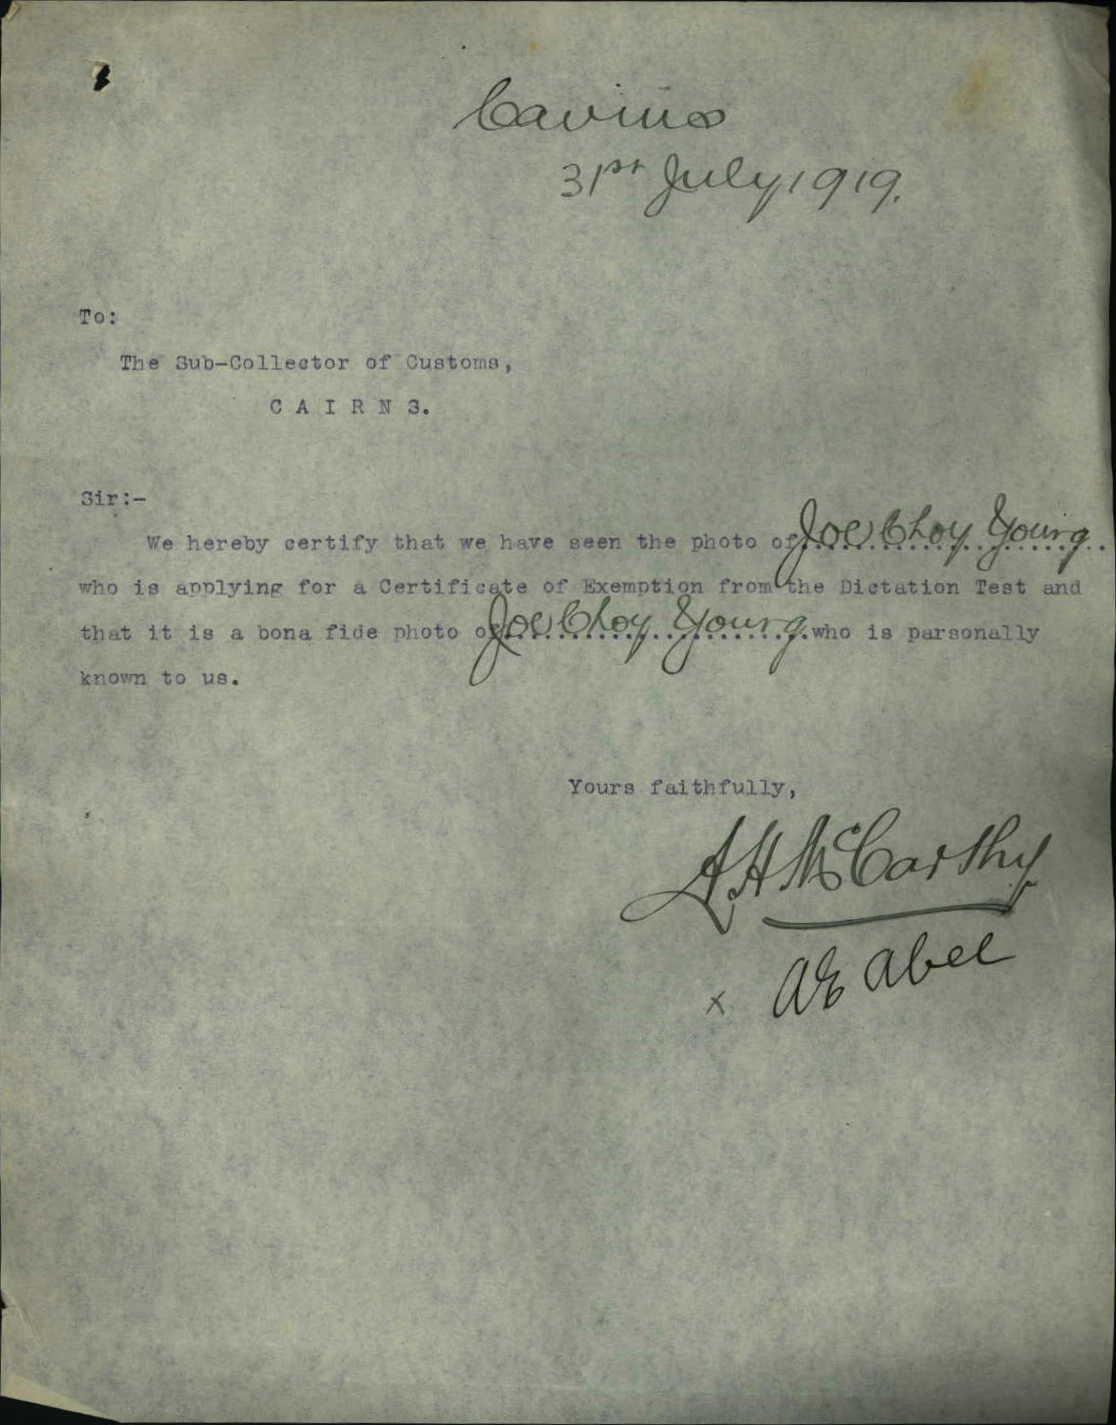 Cairns
31st July 1919.
To:
The Sub-Collector of Customs,
C A I R N S.
Sir:-
We hereby certify that we have seen the photo of Joe Choy Young
who is applying for a Certificate of Exemption from the Dictation Test and
that it is a bona fide photo of Joe Choy Young who is parsonally
known to us.
Yours faithfully,
A H McCarthy
x AE Abel